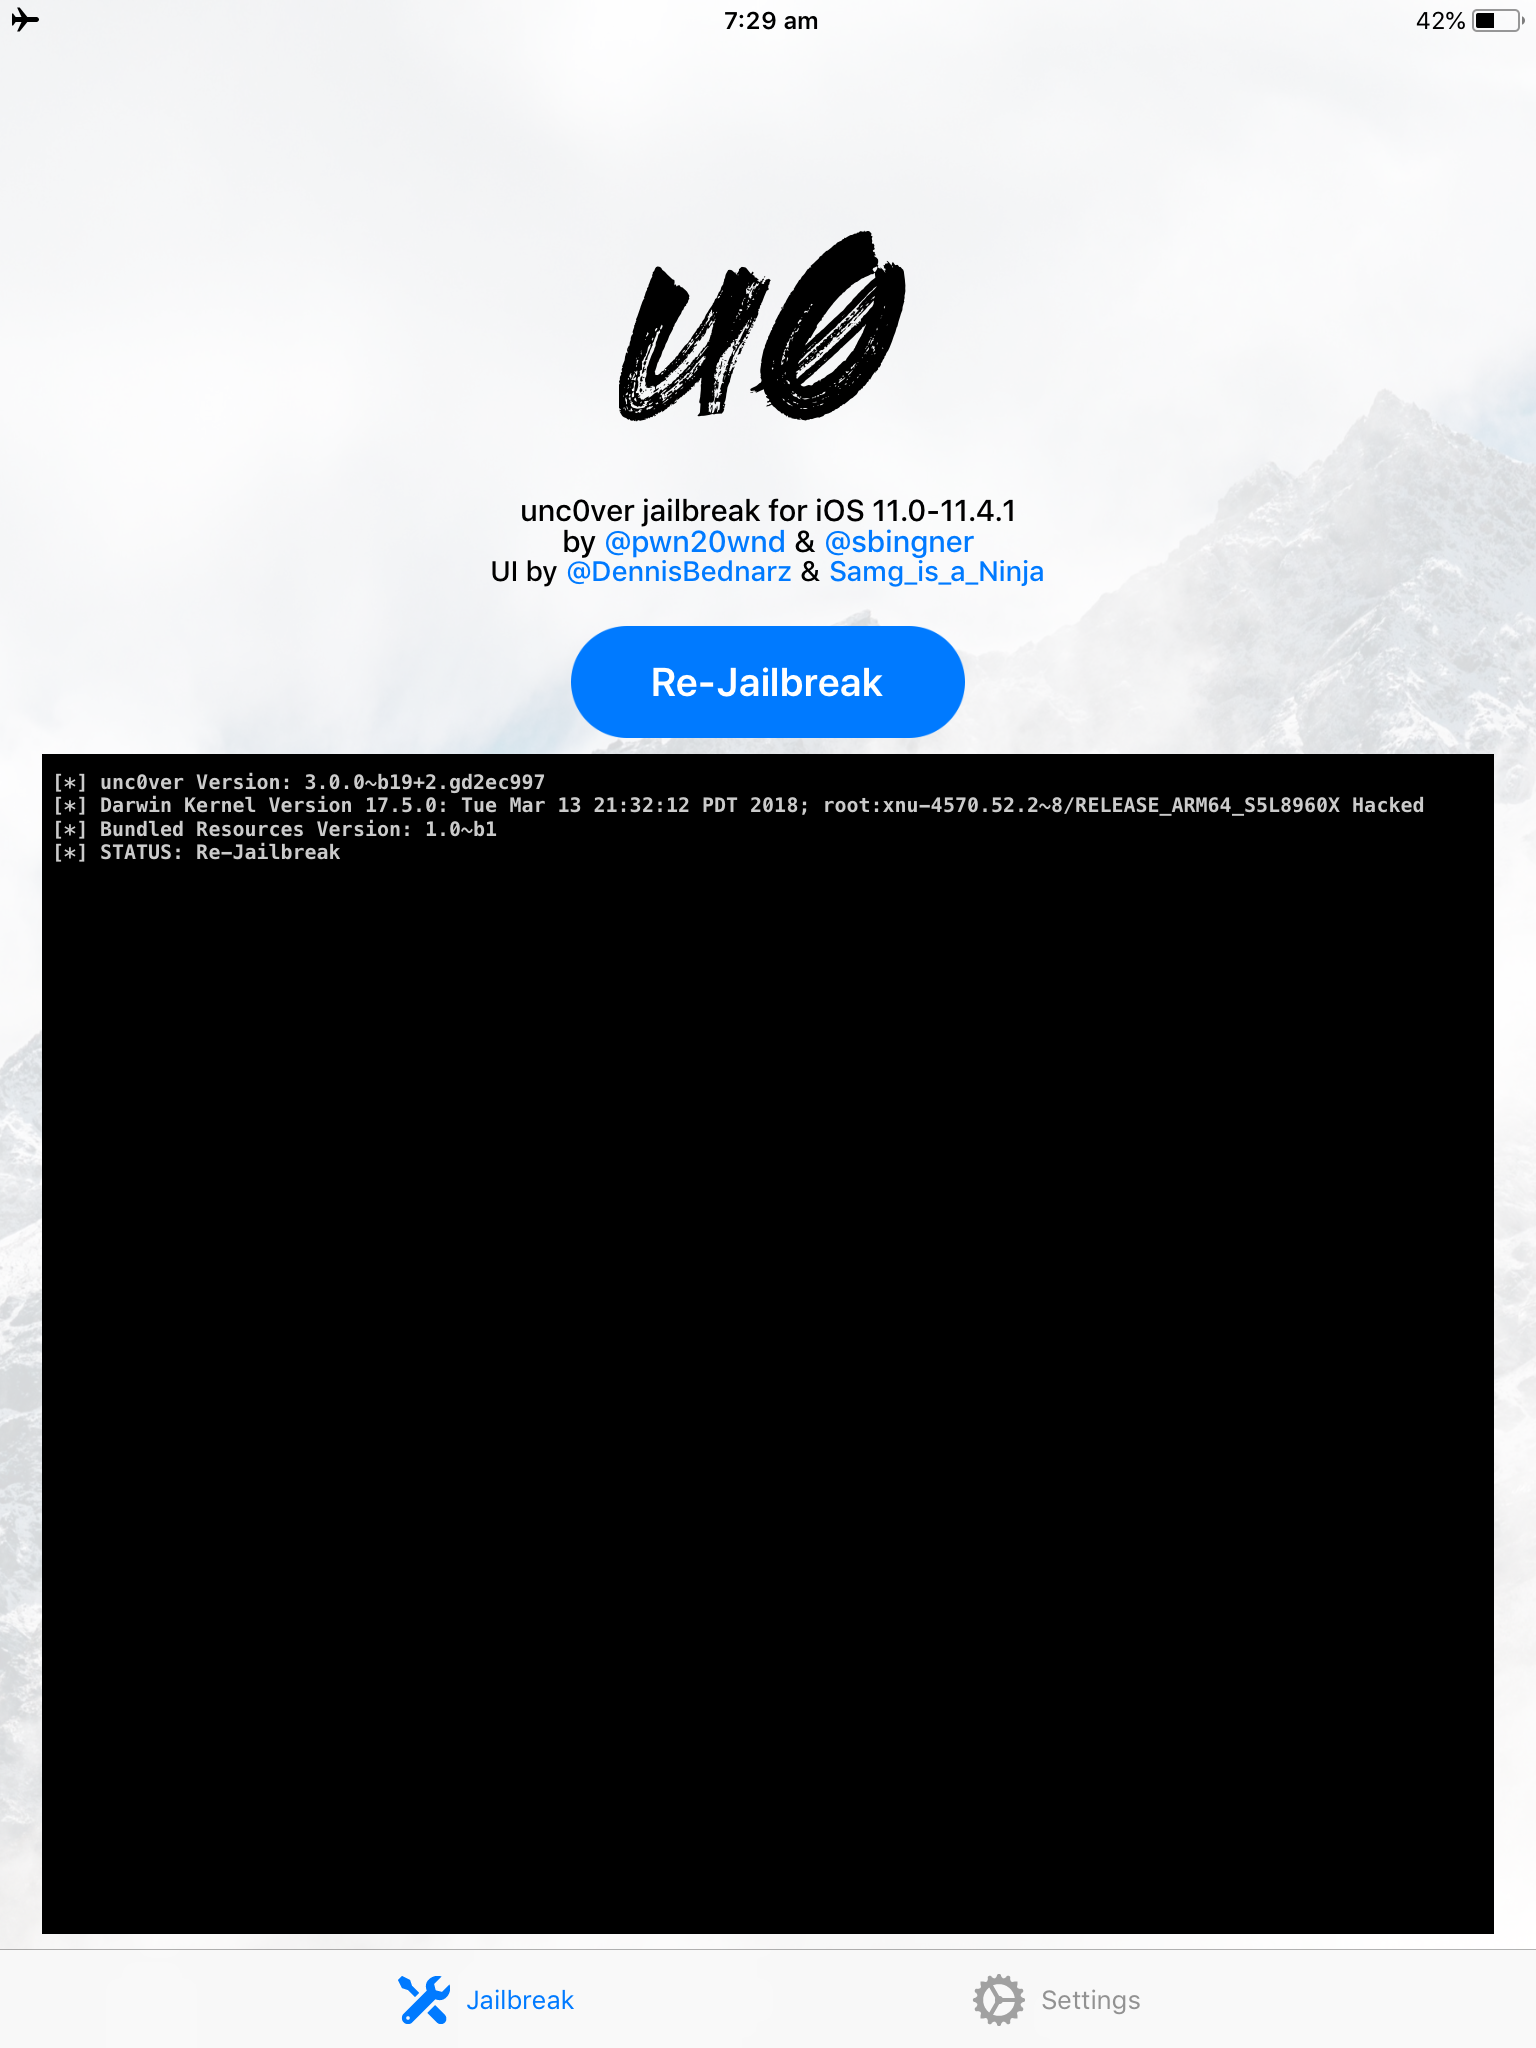 7:29 am
42%
u0
unc0ver jailbreak for iOS 11.0-11.4.1
by @pwn20wnd & @sbingner
UI by @DennisBednarz & Samg_is_a_Ninja
Re-Jailbreak
[*] unc0ver Version: 3.0.0~b19+2.gd2ec997
[*] Darwin Kernel Version 17.5.0: Tue Mar 13 21:32:12 PDT 2018; root:xnu-4570.52.2~8/RELEASE_ARM64_S5L8960X Hacked
[*] Bundled Resources Version: 1.0~b1
[*] STATUS: Re-Jailbreak
Jailbreak
Settings